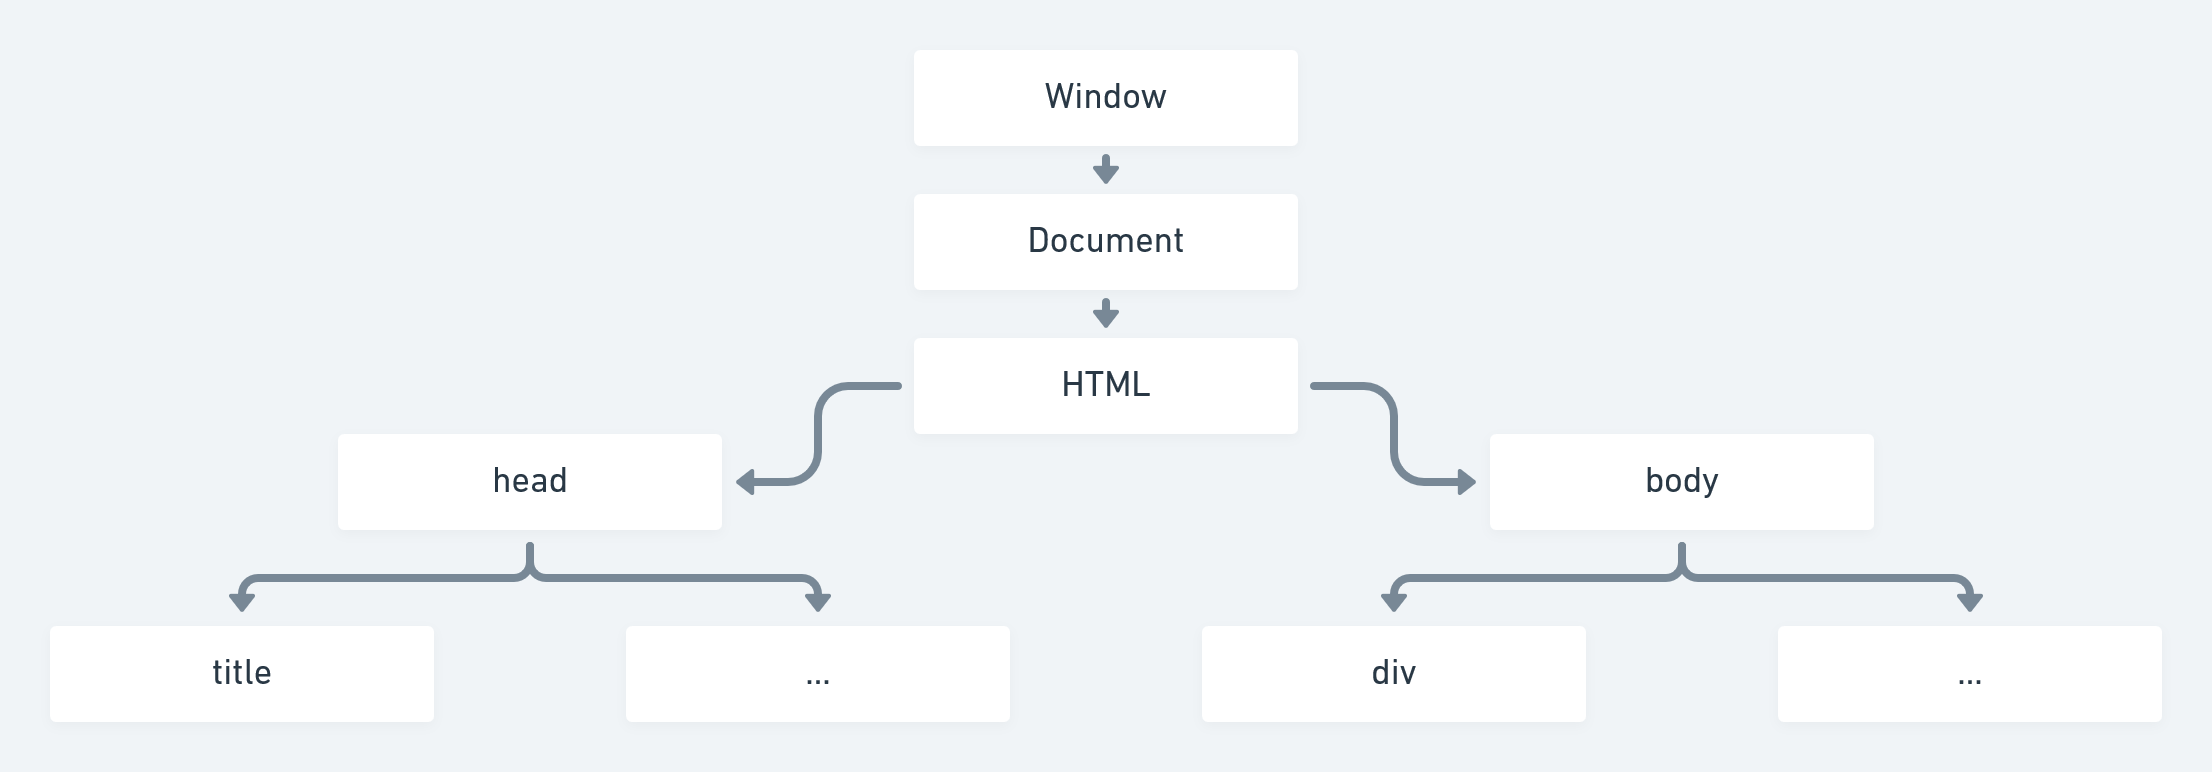 Window
Document
HTML
head
body
title
...
div
...